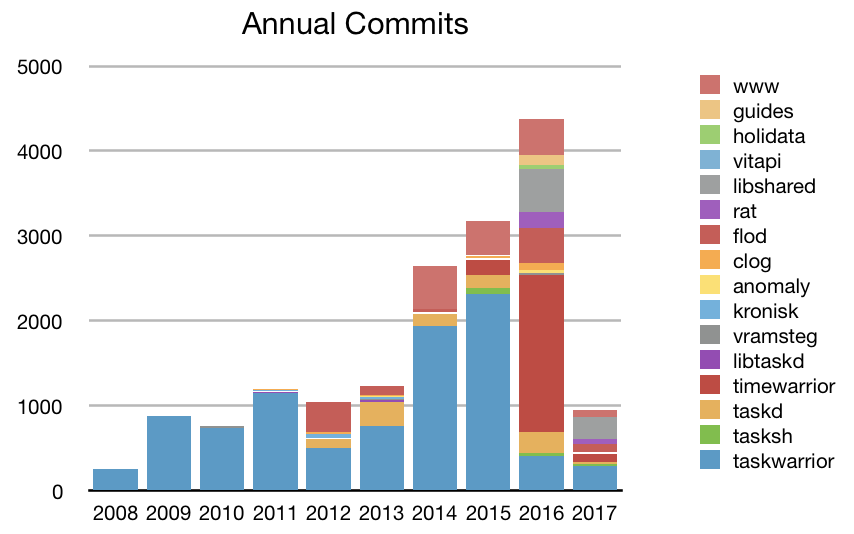 Annual Commits
5000
4000
3000
2000
1000
0
2008 2009 2010 2011 2012 2013 2014 2015 2016 2017
www
guides
holidata
vitapi
libshared
rat
flod
clog
anomaly
kronisk
vramsteg
libtaskd
timewarrior
taskd
tasksh
taskwarrior